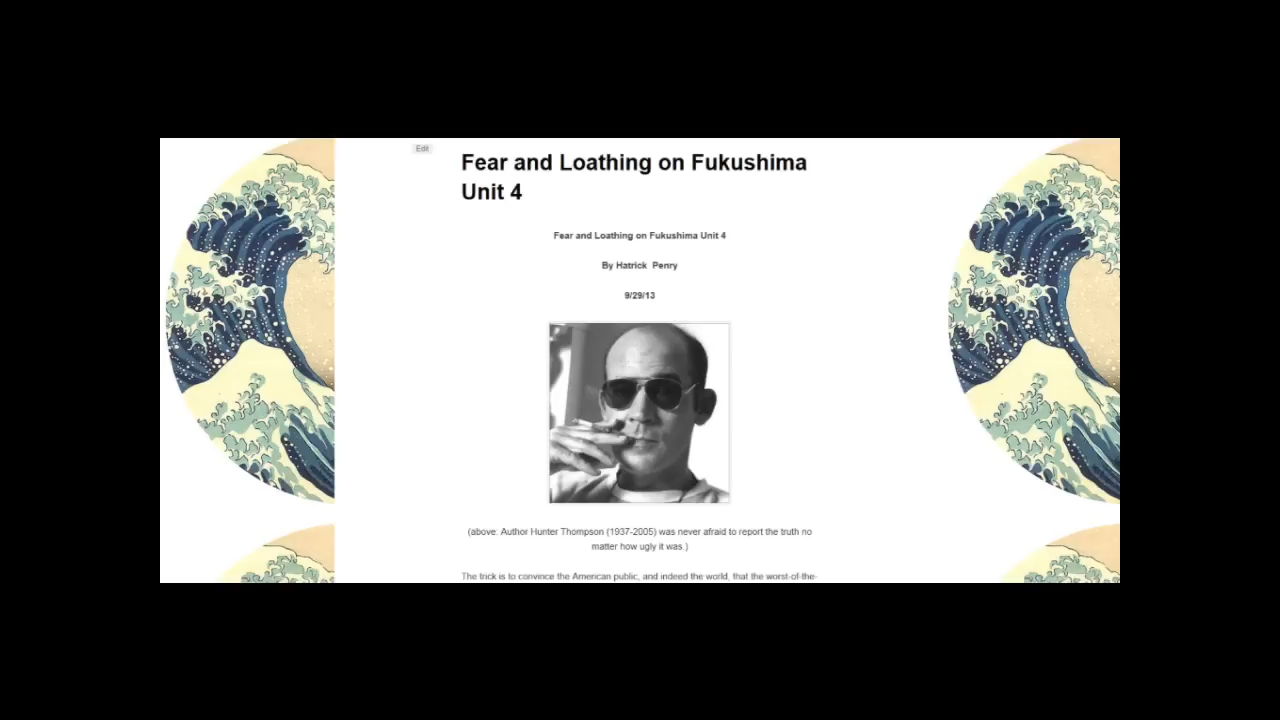 Edit
Fear and Loathing on Fukushima
Unit 4
Fear and Loathing on Fukushima Unit 4
By Hatrick Penry
9/29/13
(above: Author Hunter Thompson (1937-2005) was never afraid to report the truth no
matter how ugly it was.)
The trick is to convince the American public, and indeed the world, that the worst-of-the-